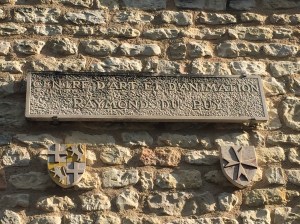 CENTRE D'ART ET D'ANIMATION
RAYMOND DU PUY